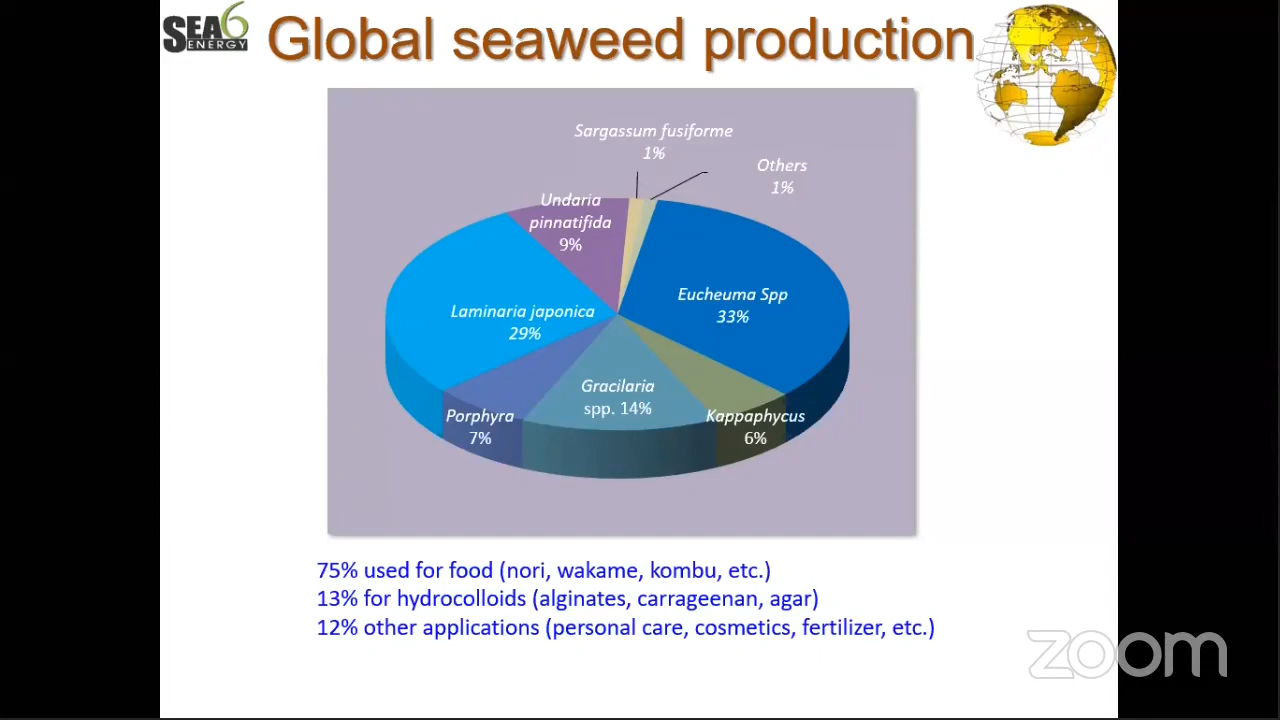 SEA6
ENERGY
Global seaweed production
Sargassum fusiforme
1%
Others
1%
Undaria
pinnatifida
9%
Eucheuma Spp
33%
Laminaria japonica
29%
Gracilaria
spp. 14%
Porphyra
7%
Kappaphycus
6%
75% used for food (nori, wakame, kombu, etc.)
13% for hydrocolloids (alginates, carrageenan, agar)
12% other applications (personal care, cosmetics, fertilizer, etc.)
zoom